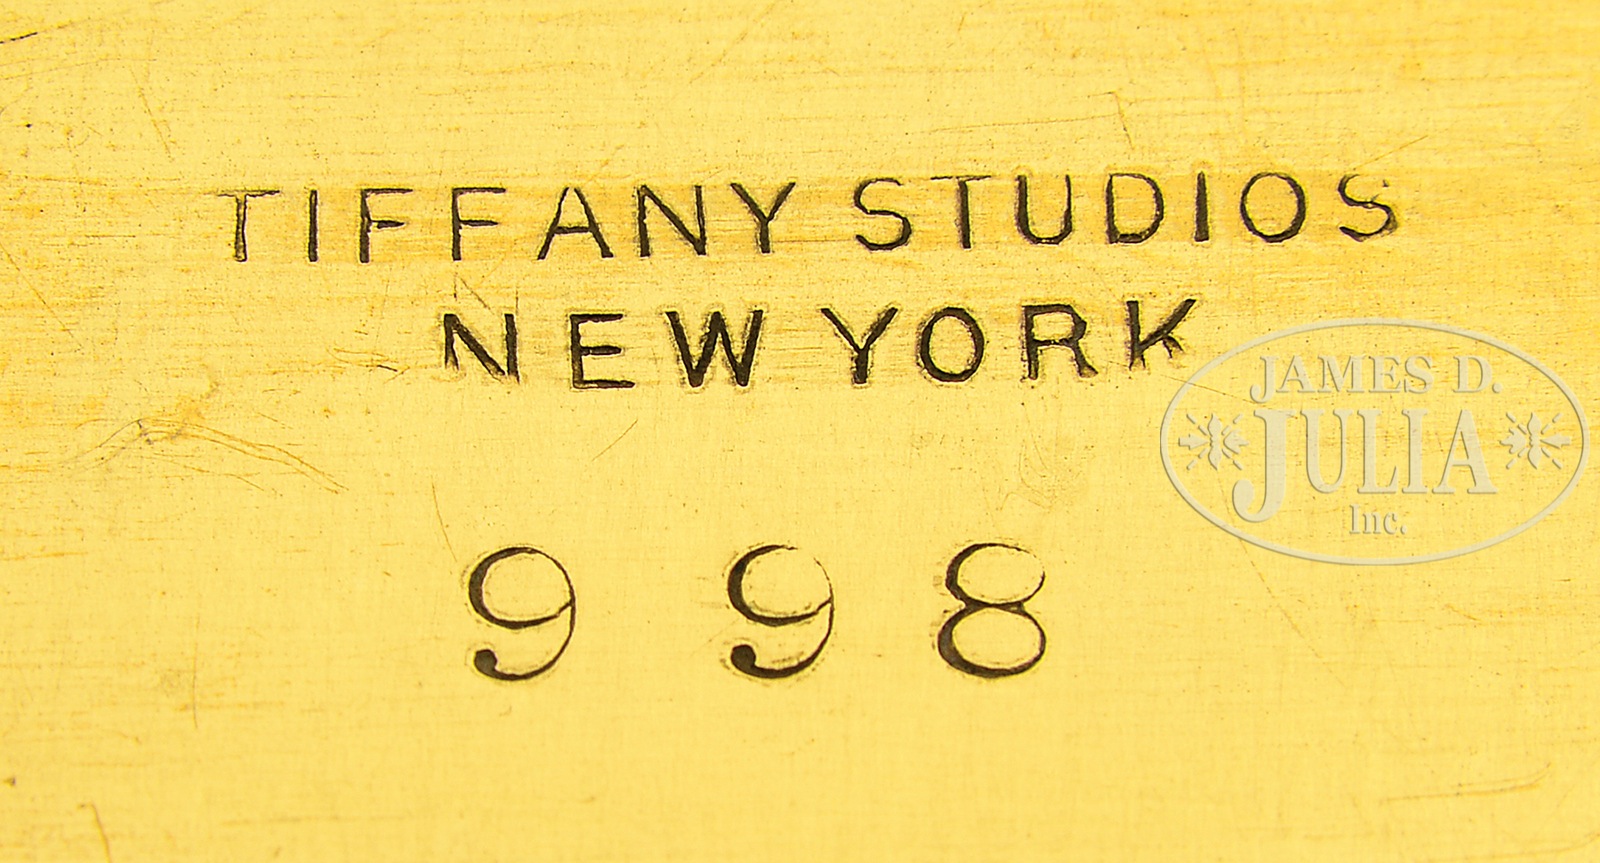 TIFFANY STUDIOS
NEW YORK
998
JAMES D.
JULIA
Inc.